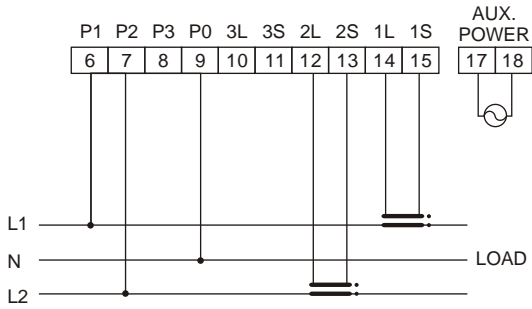 AUX.
P1 P2 P3 P0 3L 3S 2L 2S 1L 1S POWER
6 7 8 9 10 11 12 13 14 15 17 18
L1
N LOAD
L2